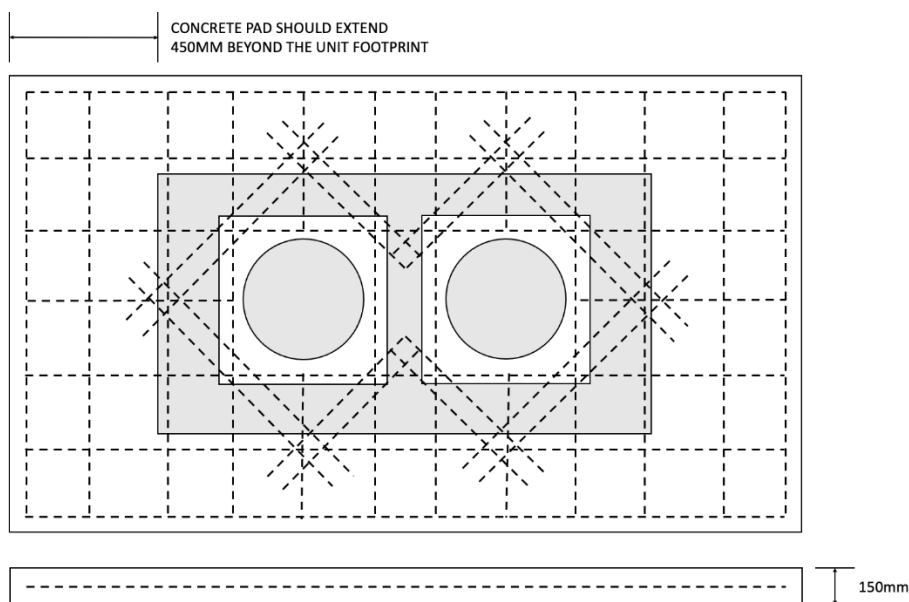 CONCRETE PAD SHOULD EXTEND
450MM BEYOND THE UNIT FOOTPRINT
150mm